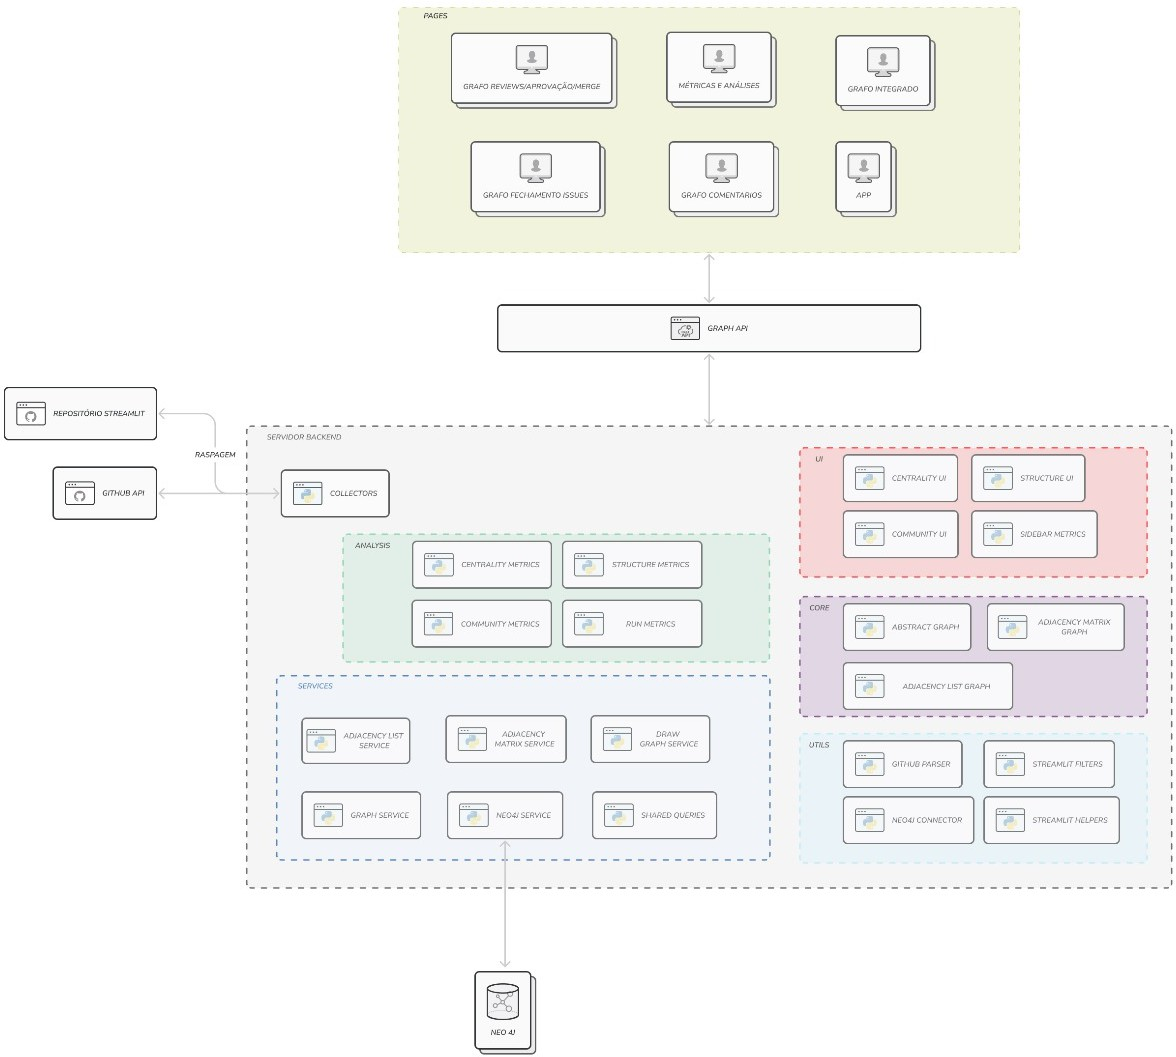 PAGES
GRAFO REVIEWS/APROVAÇÃO/MERGE
MÉTRICAS E ANÁLISES
GRAFO INTEGRADO
GRAFO FECHAMENTO ISSUES
GRAFO COMENTARIOS
APP
GRAPH API
REPOSITÓRIO STREAMLIT
RASPAGEM
GITHUB API
SERVIDOR BACKEND
COLLECTORS
ANALYSIS
CENTRALITY METRICS
STRUCTURE METRICS
COMMUNITY METRICS
RUN METRICS
SERVICES
ADJACENCY LIST
SERVICE
ADJACENCY
MATRIX SERVICE
DRAW
GRAPH SERVICE
GRAPH SERVICE
NEO4J SERVICE
SHARED QUERIES
UI
CENTRALITY UI
STRUCTURE UI
COMMUNITY UI
SIDEBAR METRICS
CORE
ABSTRACT GRAPH
ADJACENCY MATRIX
GRAPH
ADJACENCY LIST GRAPH
UTILS
GITHUB PARSER
STREAMLIT FILTERS
NEO4J CONNECTOR
STREAMLIT HELPERS
NEO 4J